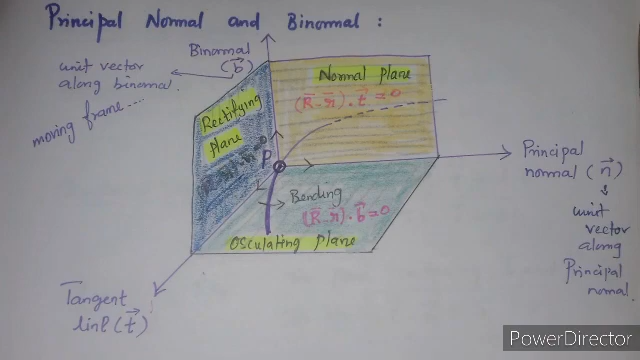 Principal Normal and Binormal :
Binormal
(b⃗)
unit vector
along binormal.
moving frame....
Normal plane
(R⃗-r⃗).t⃗=0
Rectifying
plane
P
Bending
(R⃗-r⃗).b⃗=0
Osculating plane
Principal
normal (n⃗)
unit
vector
along
Principal
normal.
Tangent
line(t⃗)
PowerDirector